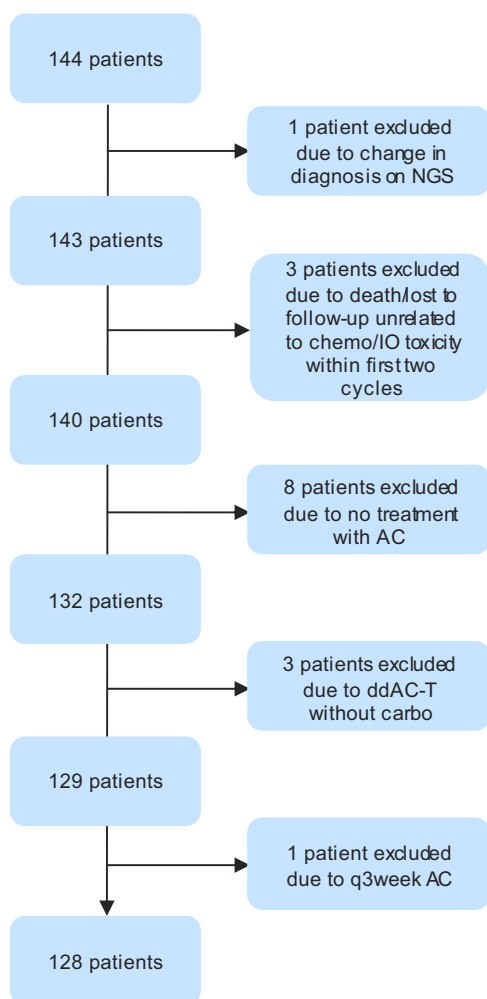 144 patients
1 patient excluded
due to change in
diagnosis on NGS
143 patients
3 patients excluded
due to death/lost to
follow-up unrelated
to chemo/IO toxicity
within first two
cycles
140 patients
8 patients excluded
due to no treatment
with AC
132 patients
3 patients excluded
due to ddAC-T
without carbo
129 patients
1 patient excluded
due to q3week AC
128 patients